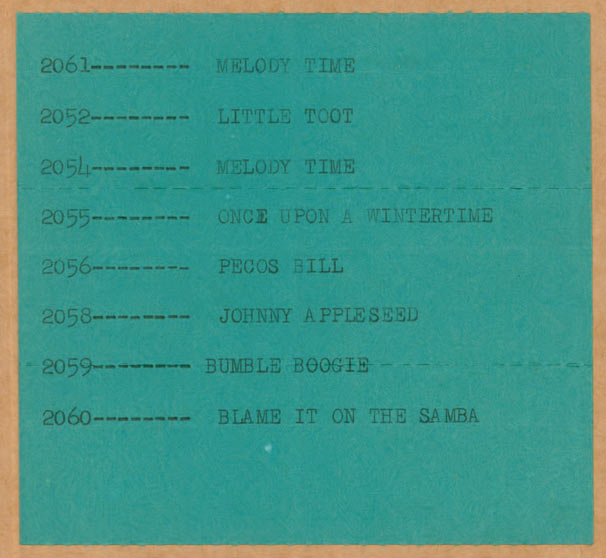 2061-------- MELODY TIME
2052-------- LITTLE TOOT
2054-------- MELODY TIME
2055-------- ONCE UPON A WINTERTIME
2056-------- PECOS BILL
2058-------- JOHNNY APPLESEED
2059-------- BUMBLE BOOGIE
2060-------- BLAME IT ON THE SAMBA